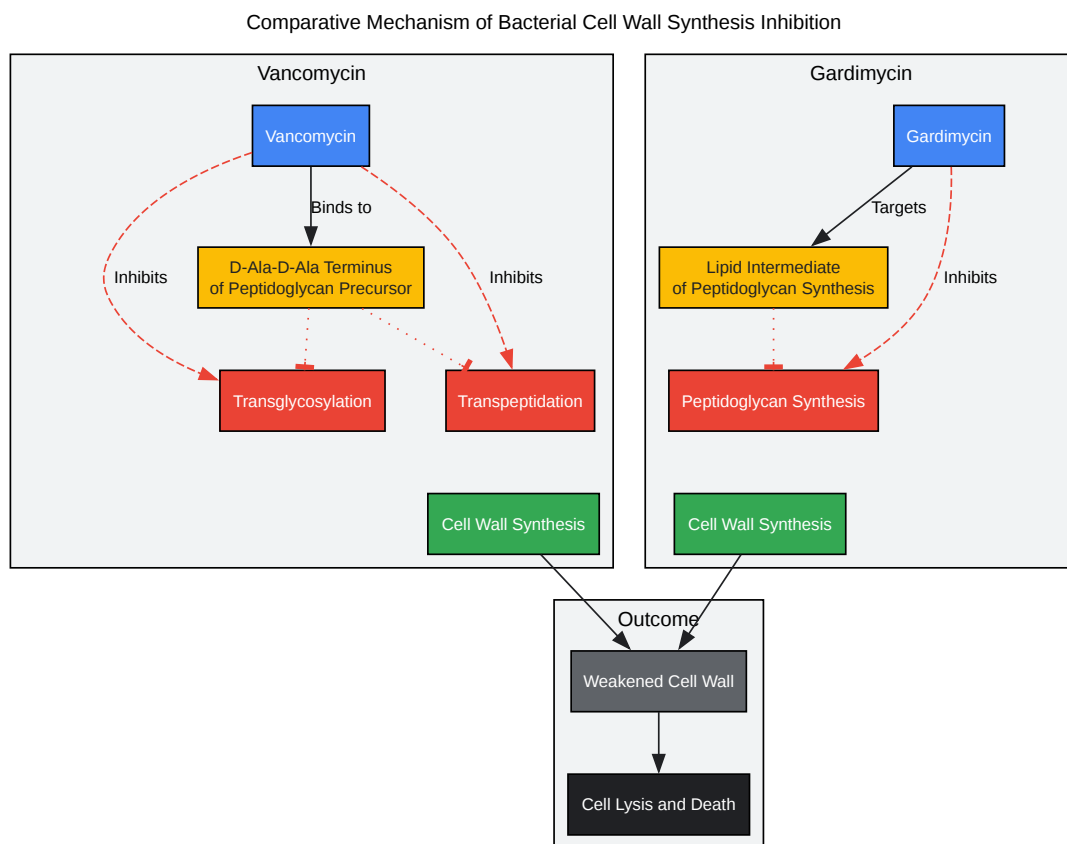 Comparative Mechanism of Bacterial Cell Wall Synthesis Inhibition
Vancomycin
Vancomycin
Binds to
Inhibits
D-Ala-D-Ala Terminus
of Peptidoglycan Precursor
Inhibits
Transglycosylation
Transpeptidation
Cell Wall Synthesis
Gardimycin
Gardimycin
Targets
Lipid Intermediate
of Peptidoglycan Synthesis
Inhibits
Peptidoglycan Synthesis
Cell Wall Synthesis
Outcome
Weakened Cell Wall
Cell Lysis and Death